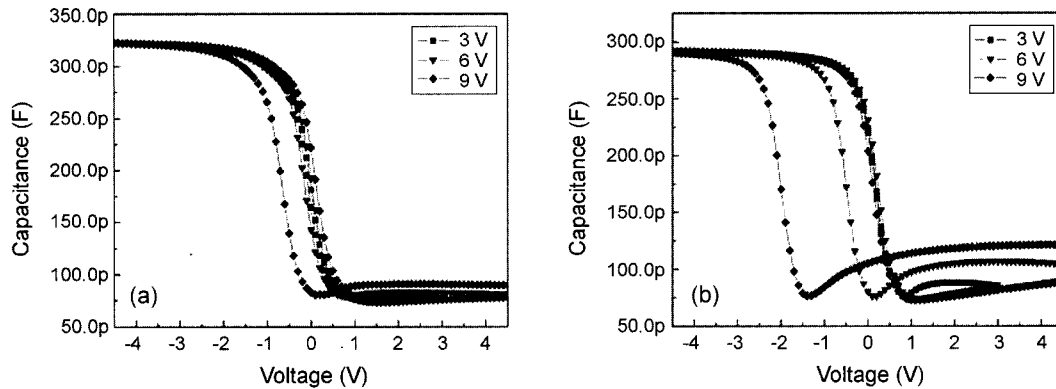 350.0p
300.0p
250.0p
200.0p
150.0p
100.0p
50.0p
Capacitance (F)
3 V
6 V
9 V
(a)
-4 -3 -2 -1 0 1 2 3 4
Voltage (V)
300.0p
250.0p
200.0p
150.0p
100.0p
50.0p
Capacitance (F)
3 V
6 V
9 V
(b)
-4 -3 -2 -1 0 1 2 3 4
Voltage (V)